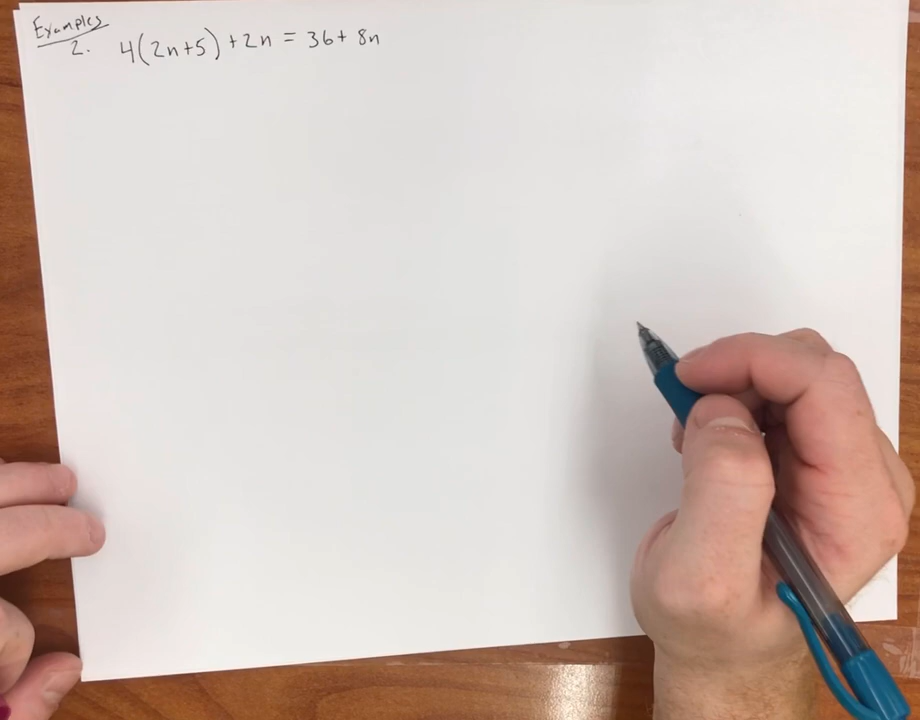 Examples
2. 4(2n+5)+2n = 36+8n